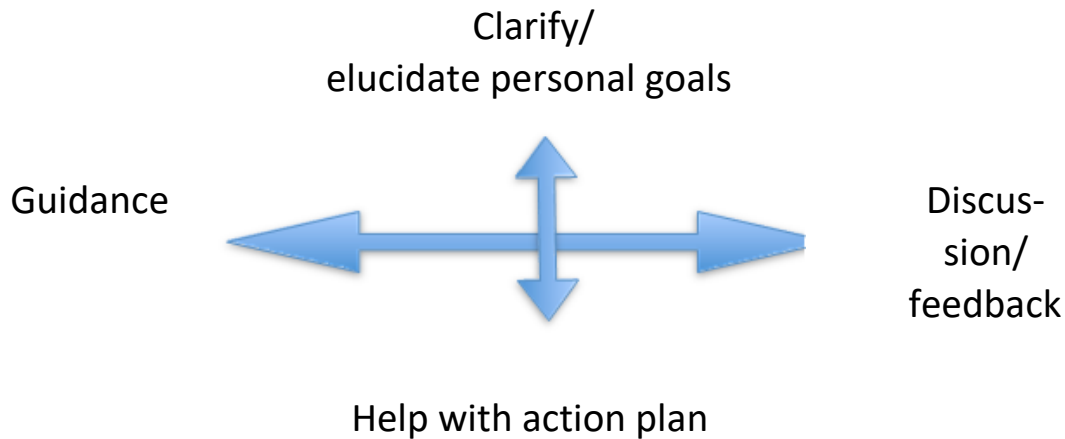 Clarify/
elucidate personal goals
Guidance
Discus-
sion/
feedback
Help with action plan